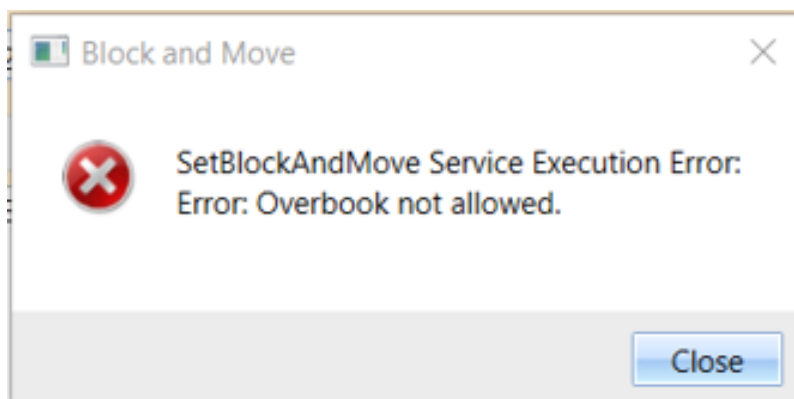 Block and Move
SetBlockAndMove Service Execution Error:
Error: Overbook not allowed.
Close